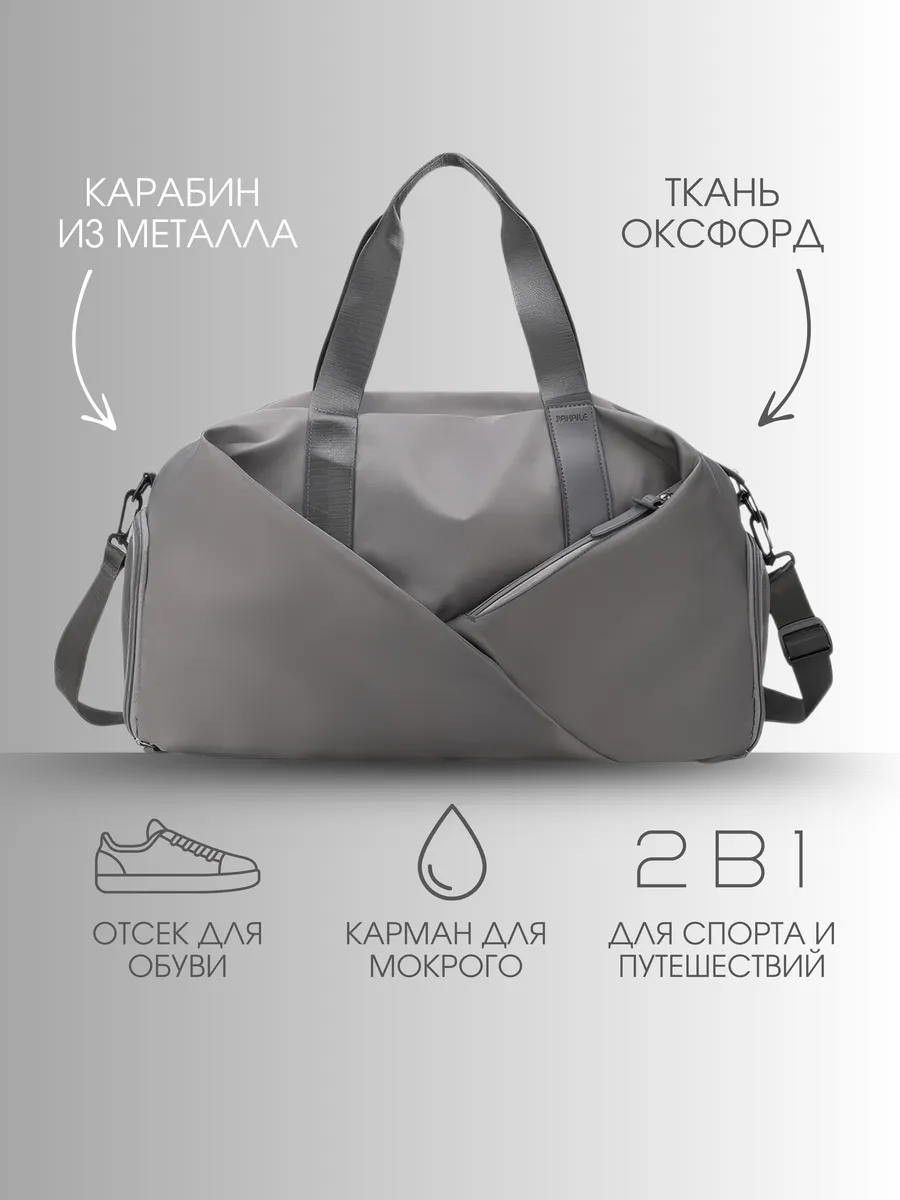 КАРАБИН
ИЗ МЕТАЛЛА
ТКАНЬ
ОКСФОРД
2 В 1
ОТСЕК ДЛЯ
ОБУВИ
КАРМАН ДЛЯ
МОКРОГО
ДЛЯ СПОРТА И
ПУТЕШЕСТВИЙ